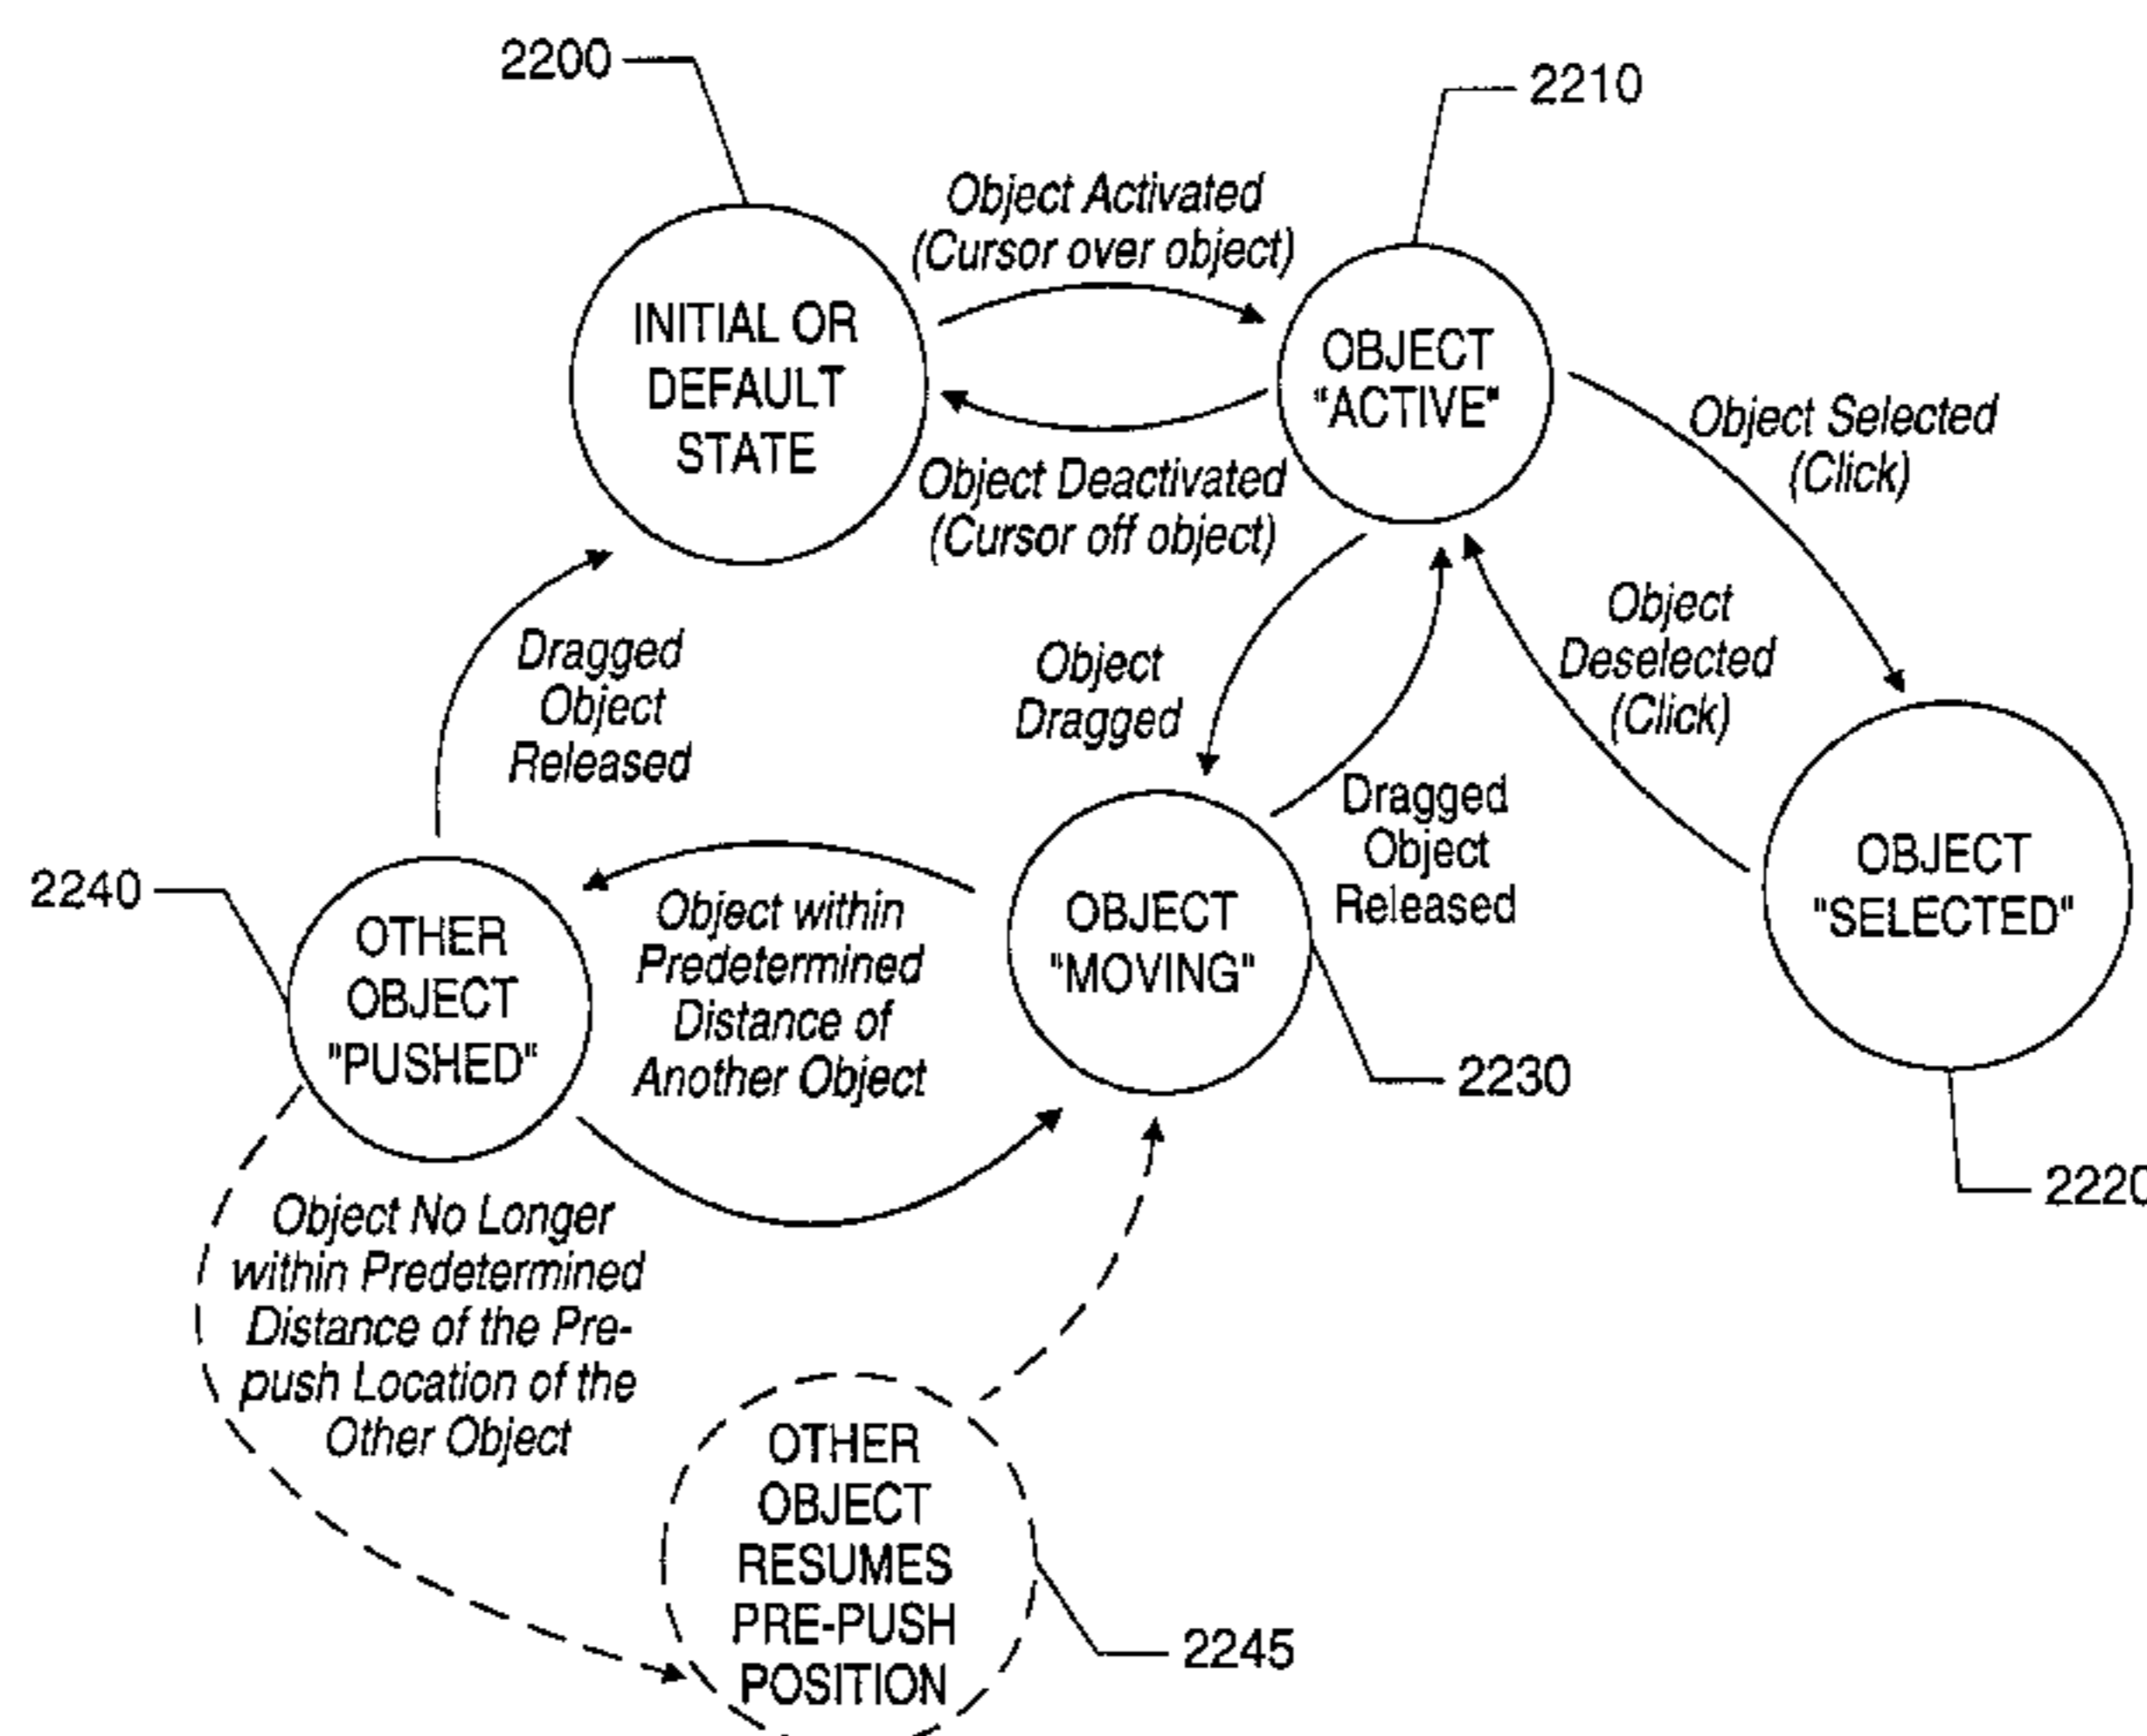 2200
2210
Object Activated
(Cursor over object)
INITIAL OR
DEFAULT
STATE
OBJECT
"ACTIVE"
Object Selected
(Click)
Object Deactivated
(Cursor off object)
Dragged
Object
Released
Object
Dragged
Object
Deselected
(Click)
Dragged
Object
Released
2240
OTHER
OBJECT
"PUSHED"
Object within
Predetermined
Distance of
Another Object
OBJECT
"MOVING"
OBJECT
"SELECTED"
2230
2220
Object No Longer
within Predetermined
Distance of the Pre-
push Location of the
Other Object
OTHER
OBJECT
RESUMES
PRE-PUSH
POSITION
2245